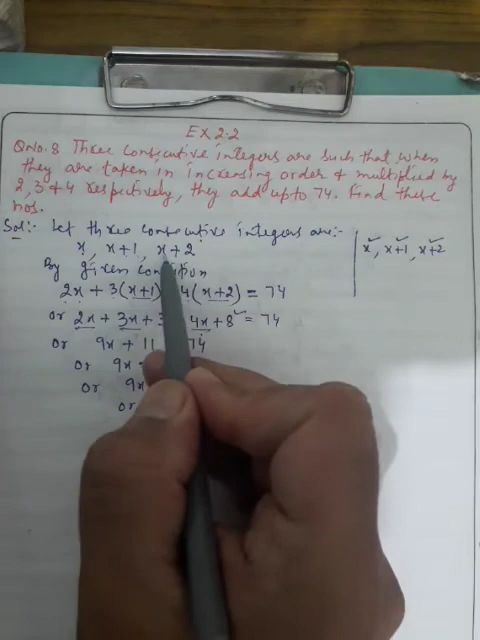 EX 2.2
QNo. 8 Three Consecutive integers are such that when
they are taken in increasing order & multiplied by
2, 3 & 4 respectively, they add up to 74. Find these
nos.
Sol:- Let three consecutive integers are:-
x, x+1, x+2
x, x+1, x+2
By given
2x + 3(x+1) 4(x+2) = 74
or 2x + 3x + 3 4x + 8 = 74
or 9x + 11 74
or 9x
or 9x
or